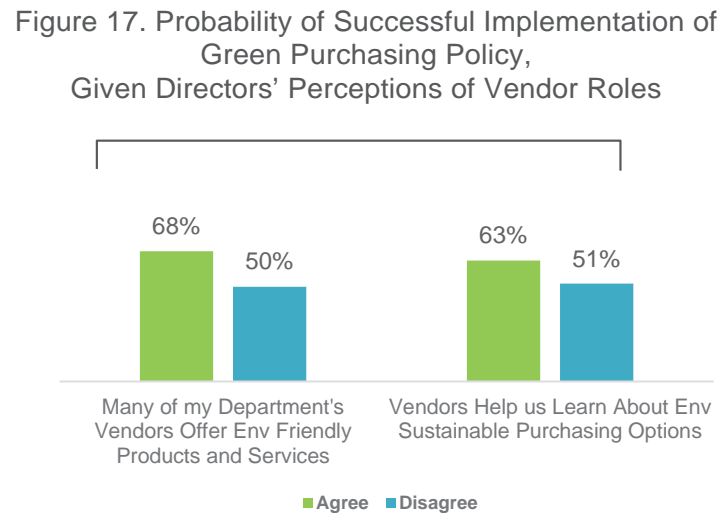 Figure 17. Probability of Successful Implementation of
Green Purchasing Policy,
Given Directors’ Perceptions of Vendor Roles
68%
50%
63%
51%
Many of my Department's
Vendors Offer Env Friendly
Products and Services
Vendors Help us Learn About Env
Sustainable Purchasing Options
Agree Disagree